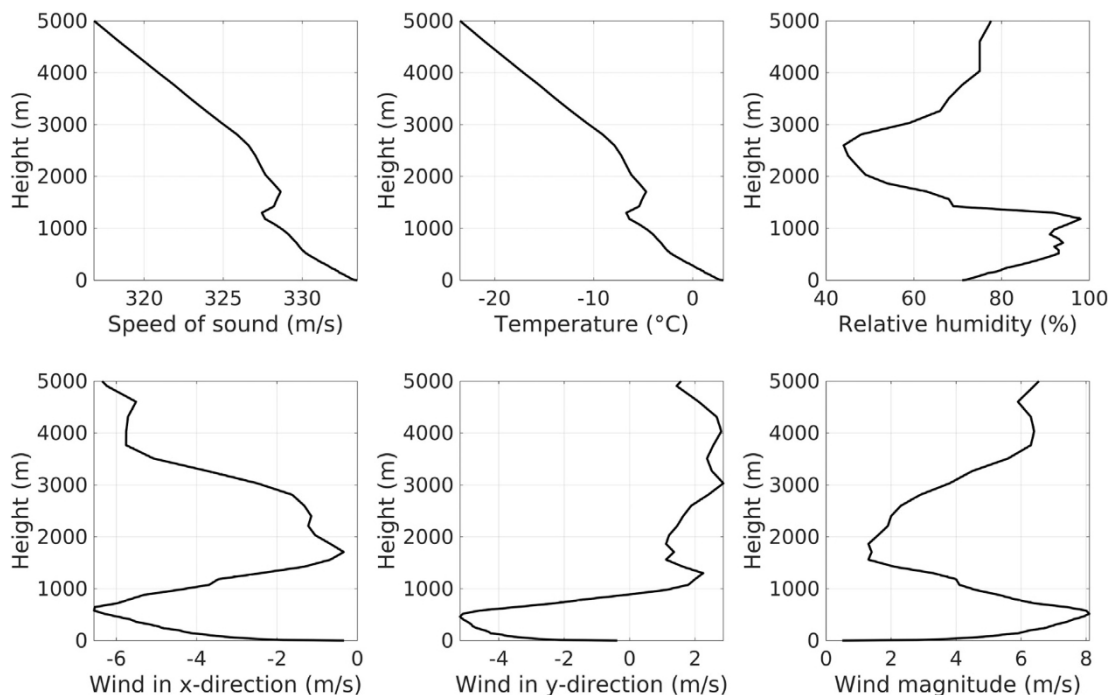 5000
4000
3000
2000
1000
0
Height (m)
320 325 330
Speed of sound (m/s)
5000
4000
3000
2000
1000
0
Height (m)
-20 -10 0
Temperature (°C)
5000
4000
3000
2000
1000
0
Height (m)
40 60 80 100
Relative humidity (%)
5000
4000
3000
2000
1000
0
Height (m)
-6 -4 -2 0
Wind in x-direction (m/s)
5000
4000
3000
2000
1000
0
Height (m)
-4 -2 0 2
Wind in y-direction (m/s)
5000
4000
3000
2000
1000
0
Height (m)
0 2 4 6 8
Wind magnitude (m/s)